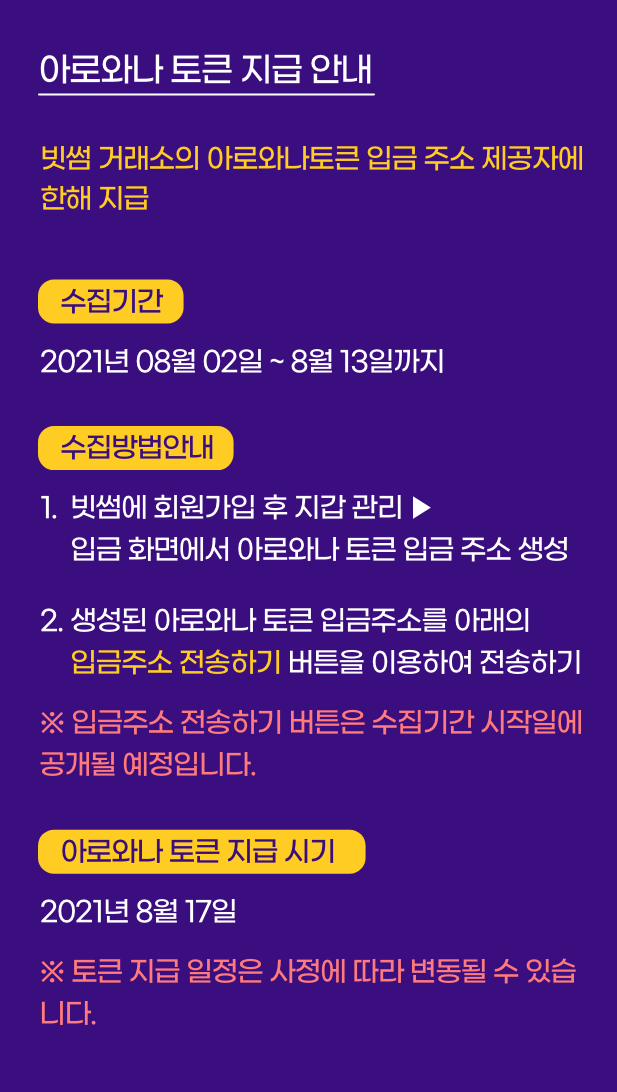 아로와나 토큰 지급 안내
빗썸 거래소의 아로와나토큰 입금 주소 제공자에
한해 지급
수집기간
2021년 08월 02일 ~ 8월 13일까지
수집방법안내
1. 빗썸에 회원가입 후 지갑 관리 ▶
입금 화면에서 아로와나 토큰 입금 주소 생성
2. 생성된 아로와나 토큰 입금주소를 아래의
입금주소 전송하기 버튼을 이용하여 전송하기
※ 입금주소 전송하기 버튼은 수집기간 시작일에
공개될 예정입니다.
아로와나 토큰 지급 시기
2021년 8월 17일
※ 토큰 지급 일정은 사정에 따라 변동될 수 있습
니다.